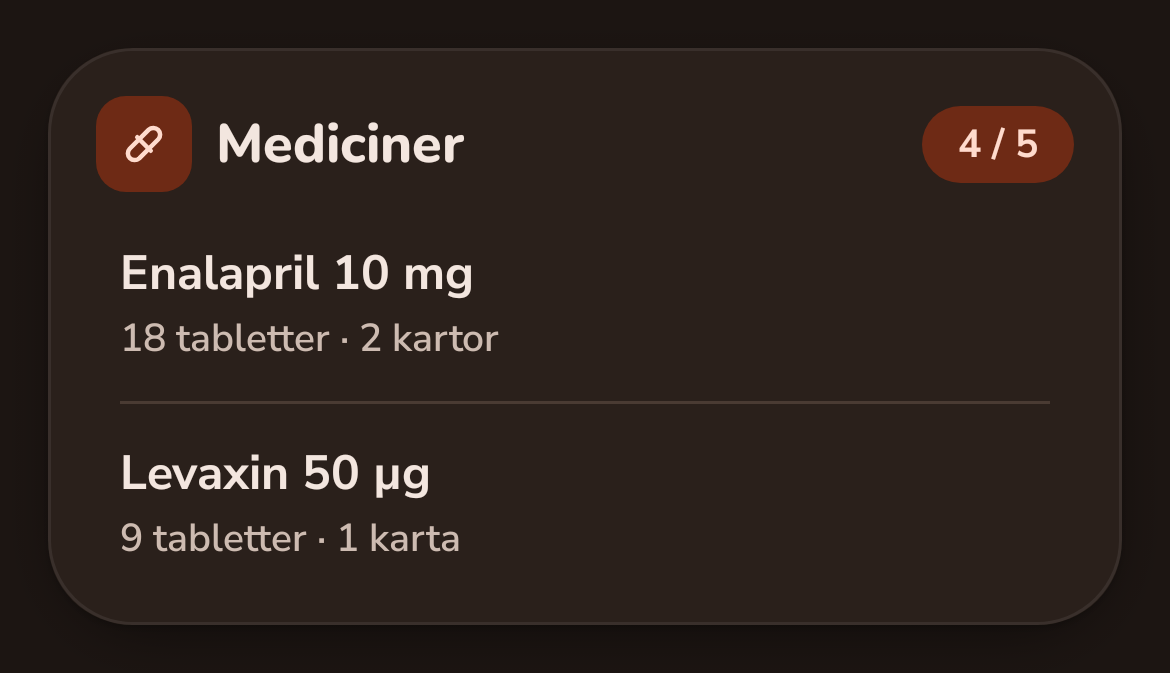 Mediciner
4 / 5
Enalapril 10 mg
18 tabletter · 2 kartor
Levaxin 50 µg
9 tabletter · 1 karta